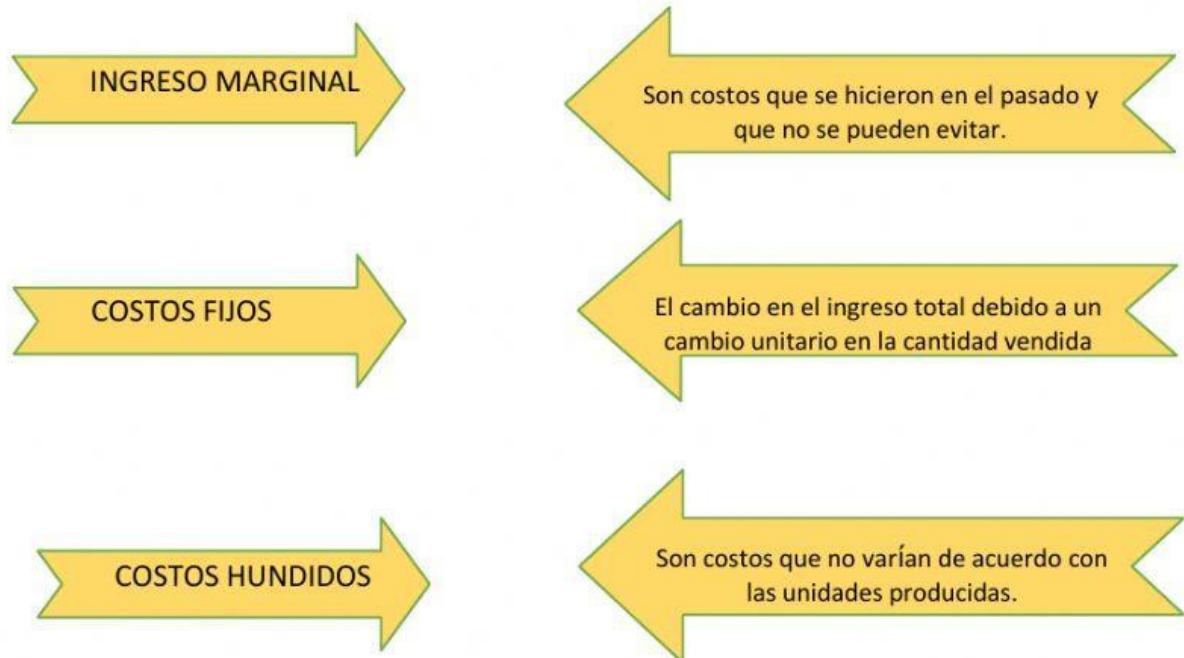 INGRESO MARGINAL
Son costos que se hicieron en el pasado y
que no se pueden evitar.
COSTOS FIJOS
El cambio en el ingreso total debido a un
cambio unitario en la cantidad vendida
COSTOS HUNDIDOS
Son costos que no varían de acuerdo con
las unidades producidas.